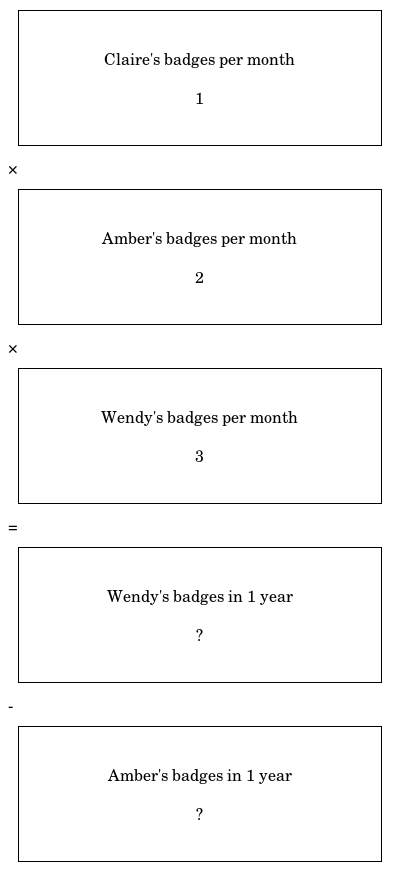 Claire's badges per month
1
×
Amber's badges per month
2
×
Wendy's badges per month
3
=
Wendy's badges in 1 year
?
-
Amber's badges in 1 year
?